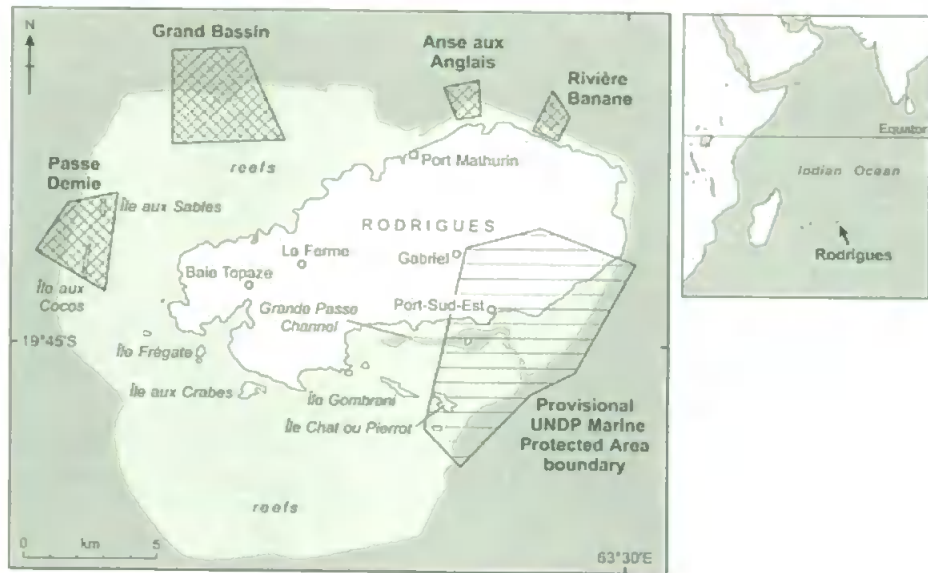 N
Grand Bassin
Anse aux
Anglais
Rivière
Banane
Port Mathurin
reefs
Passe
Demie
Île aux Sables
RODRIGUES
La Ferme
Gabriel
Baie Topaze
Île aux
Cocos
Grande Passe
Channel
Port-Sud-Est
19°45'S
Île Frégate
Île aux Crabes
Île Gombrani
Île Chat ou Pierrot
Provisional
UNDP Marine
Protected Area
boundary
reefs
0 km 5
63°30'E
Equator
Indian Ocean
Rodrigues